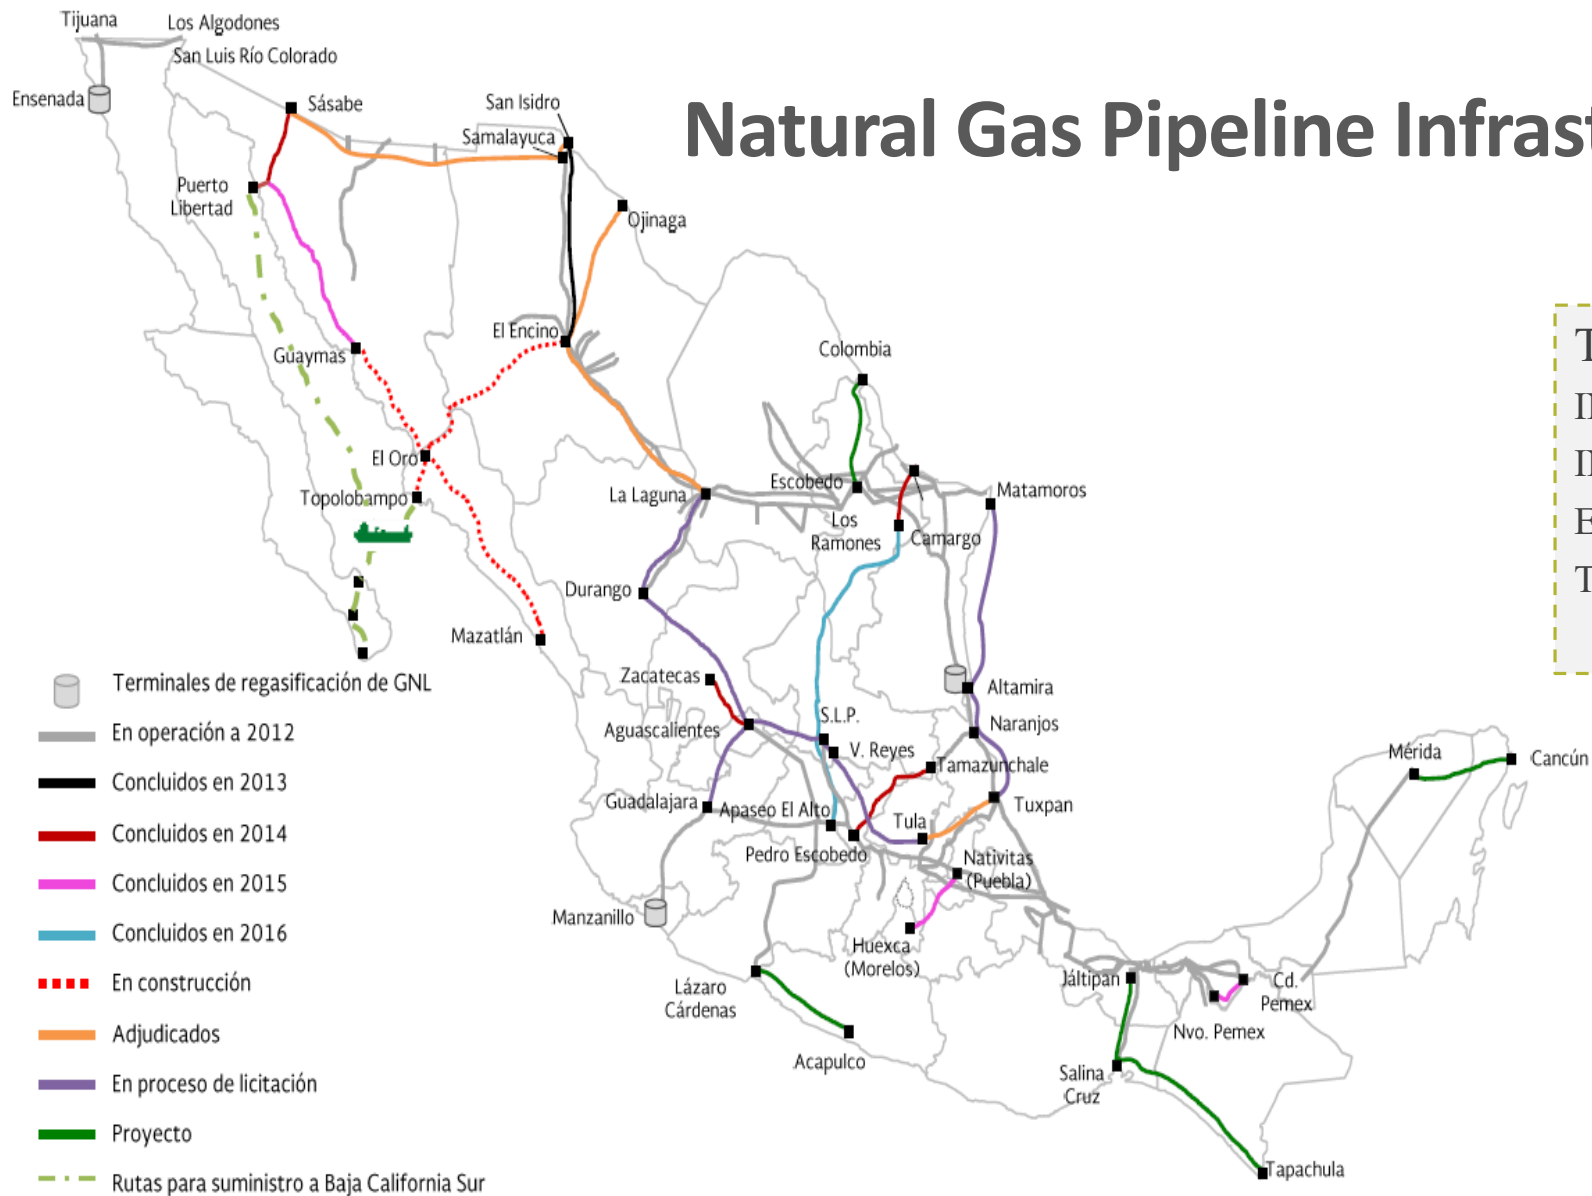 Tijuana
Los Algodones
San Luis Río Colorado
Ensenada
Sásabe
San Isidro
Samalayuca
Natural Gas Pipeline Infrast
Puerto
Libertad
Ojinaga
El Encino
Guaymas
Colombia
El Oro
Topolobampo
La Laguna
Escobedo
Matamoros
Los
Ramones
Camargo
Durango
Mazatlán
Zacatecas
Altamira
Aguascalientes
S.L.P.
Naranjos
V. Reyes
Tamazunchale
Mérida
Cancún
Guadalajara
Apaseo El Alto
Tula
Tuxpan
Pedro Escobedo
Nativitas
(Puebla)
Manzanillo
Huexca
(Morelos)
Lázaro
Cárdenas
Jáltipan
Cd.
Pemex
Nvo. Pemex
Acapulco
Salina
Cruz
Tapachula
Terminales de regasificación de GNL
En operación a 2012
Concluidos en 2013
Concluidos en 2014
Concluidos en 2015
Concluidos en 2016
En construcción
Adjudicados
En proceso de licitación
Proyecto
Rutas para suministro a Baja California Sur